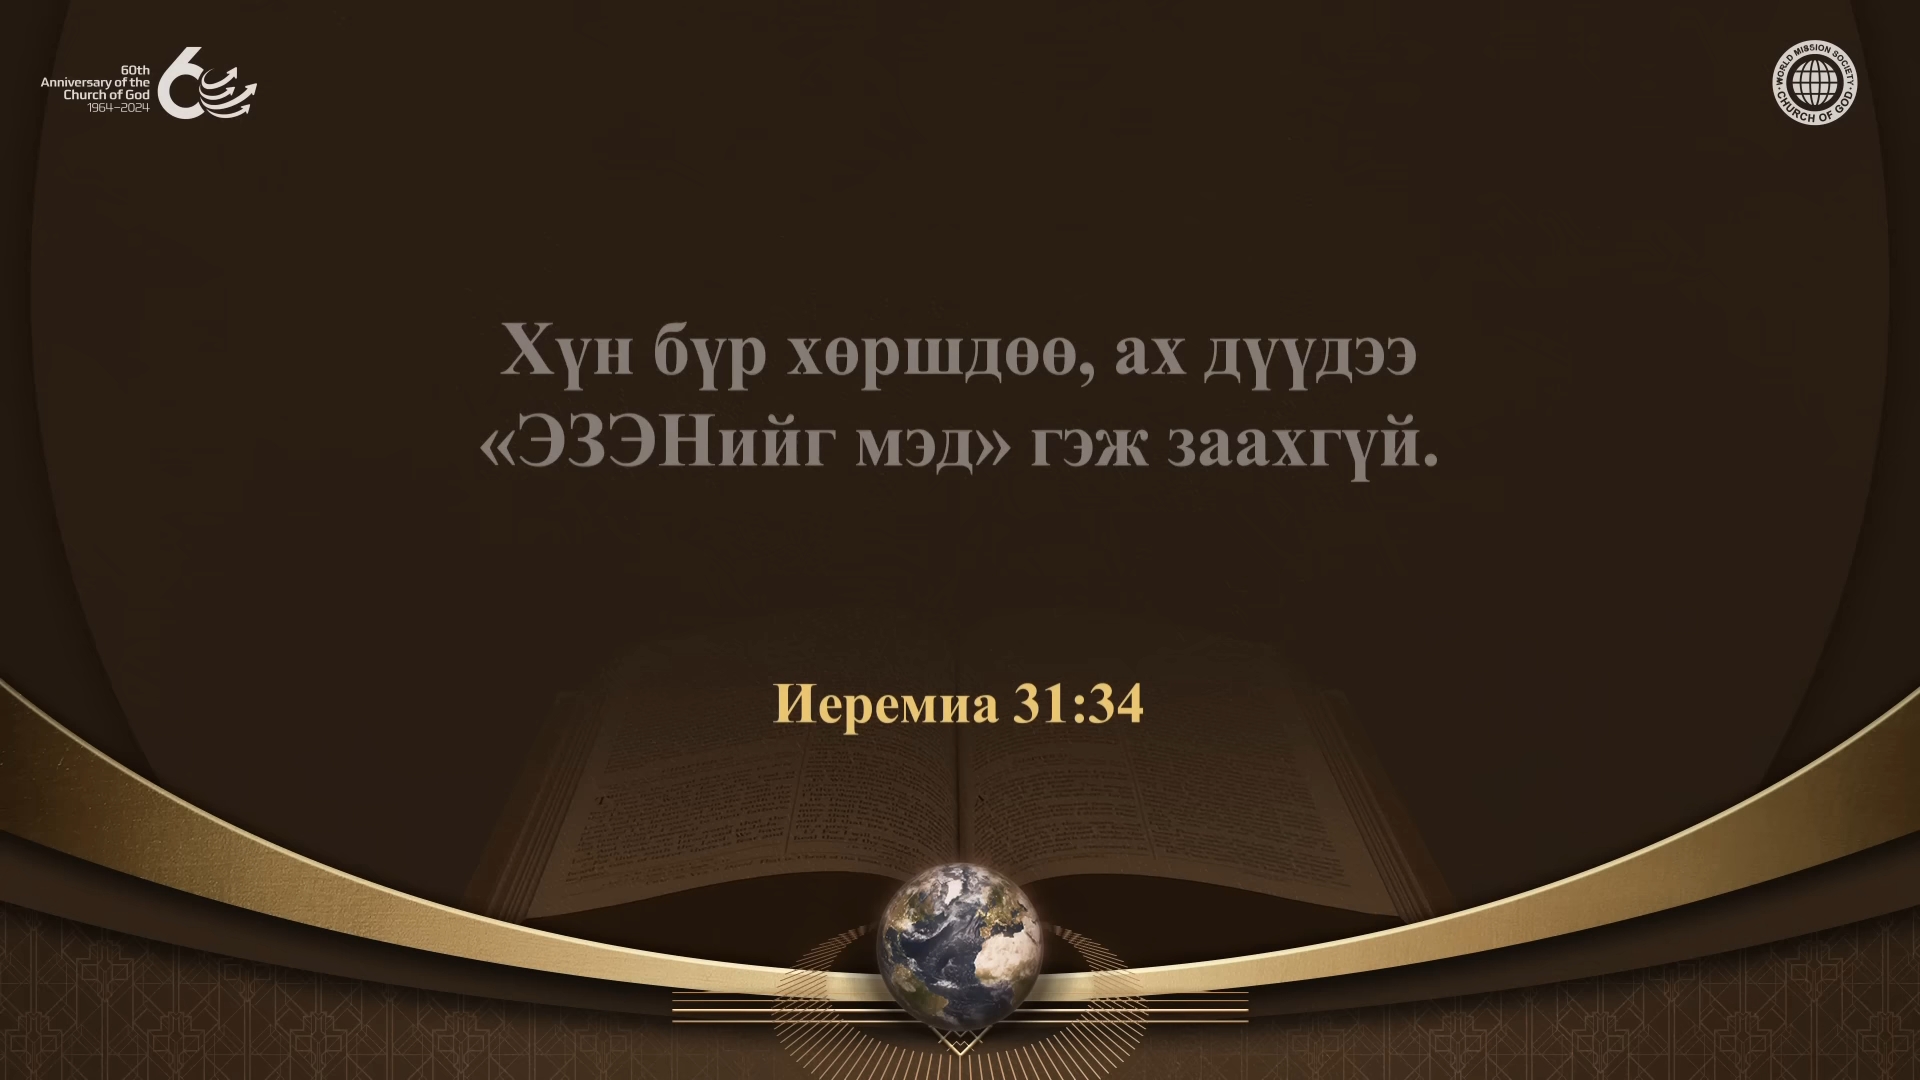 60th
Anniversary of the
Church of God
1964–2024
WORLD MISSION SOCIETY
CHURCH OF GOD
Хүн бүр хөршдөө, ах дүүдээ
«ЭЗЭНийг мэд» гэж заахгүй.
Иеремиа 31:34